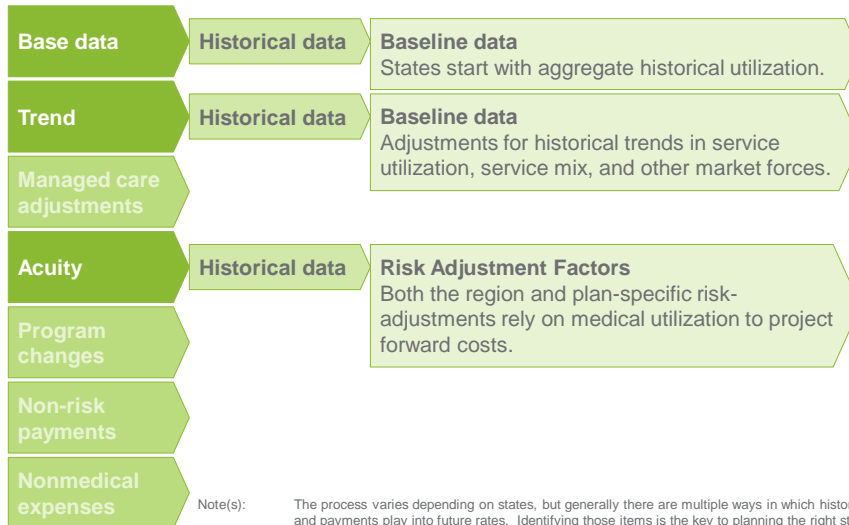 Base data
Historical data
Baseline data
States start with aggregate historical utilization.
Trend
Historical data
Baseline data
Adjustments for historical trends in service
utilization, service mix, and other market forces.
Managed care
adjustments
Acuity
Historical data
Risk Adjustment Factors
Both the region and plan-specific risk-
adjustments rely on medical utilization to project
forward costs.
Program
changes
Non-risk
payments
Nonmedical
expenses
Note(s): The process varies depending on states, but generally there are multiple ways in which
and payments play into future rates. Identifying those items is the key to planning the right